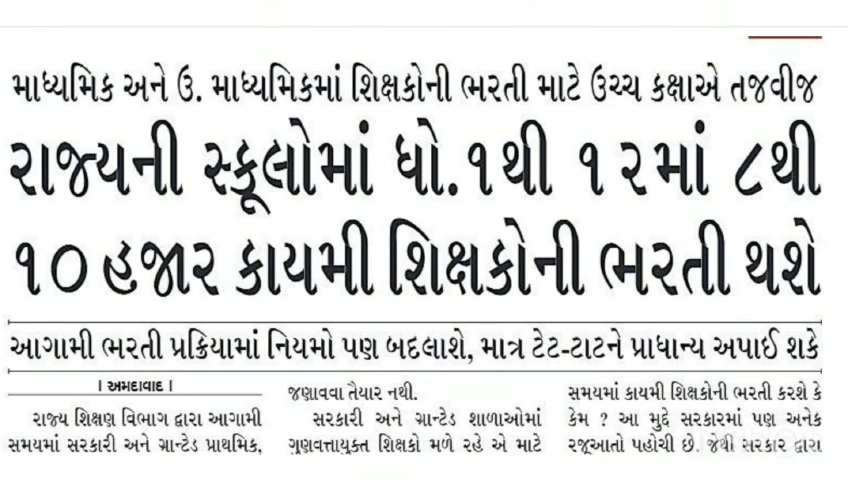 માધ્યમિક અને ઉ. માધ્યમિકમાં શિક્ષકોની ભરતી માટે ઉચ્ચ કક્ષાએ તજવીજ
રાજ્યની સ્કૂલોમાં ધો.૧થી ૧૨માં ૮થી
૧૦ હજાર કાયમી શિક્ષકોની ભરતી થશે
આગામી ભરતી પ્રક્રિયામાં નિયમો પણ બદલાશે, માત્ર ટેટ-ટાટને પ્રાધાન્ય અપાઈ શકે
। અમદાવાદ ।
રાજ્ય શિક્ષણ વિભાગ દ્વારા આગામી
સમયમાં સરકારી અને ગ્રાન્ટેડ પ્રાથમિક,
જણાવવા તૈયાર નથી.
સરકારી અને ગ્રાન્ટેડ શાળાઓમાં
ગુણવત્તાયુક્ત શિક્ષકો મળે રહે એ માટે
સમયમાં કાયમી શિક્ષકોની ભરતી કરશે કે
કેમ ? આ મુદ્દે સરકારમાં પણ અનેક
રજૂઆતો પહોચી છે. જેથી સરકાર દ્વારા